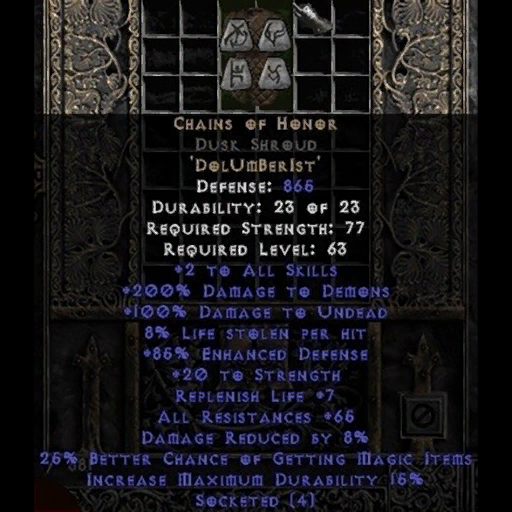 Chains of Honor
Dusk Shroud
'DolUmBerIst'
Defense: 865
Durability: 23 of 23
Required Strength: 77
Required Level: 63
+2 to All Skills
+200% Damage to Demons
+100% Damage to Undead
8% Life stolen per hit
+85% Enhanced Defense
+20 to Strength
Replenish Life +7
All Resistances +65
Damage Reduced by 8%
25% Better Chance of Getting Magic Items
Increase Maximum Durability 15%
Socketed (4)